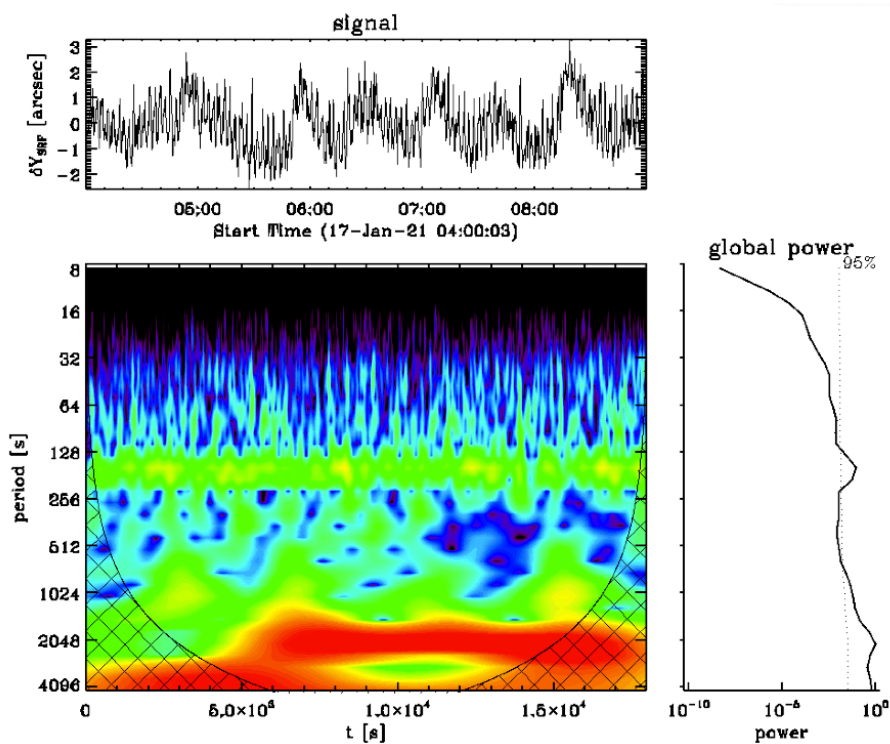 signal
3
2
1
0
-1
-2
δY_SRF [arcsec]
05:00 06:00 07:00 08:00
Start Time (17-Jan-21 04:00:03)
global power
95%
8
16
32
64
128
256
512
1024
2048
4096
period [s]
0 5.0×10³ 1.0×10⁴ 1.5×10⁴
t [s]
10⁻¹⁰ 10⁻⁵ 10⁰
power